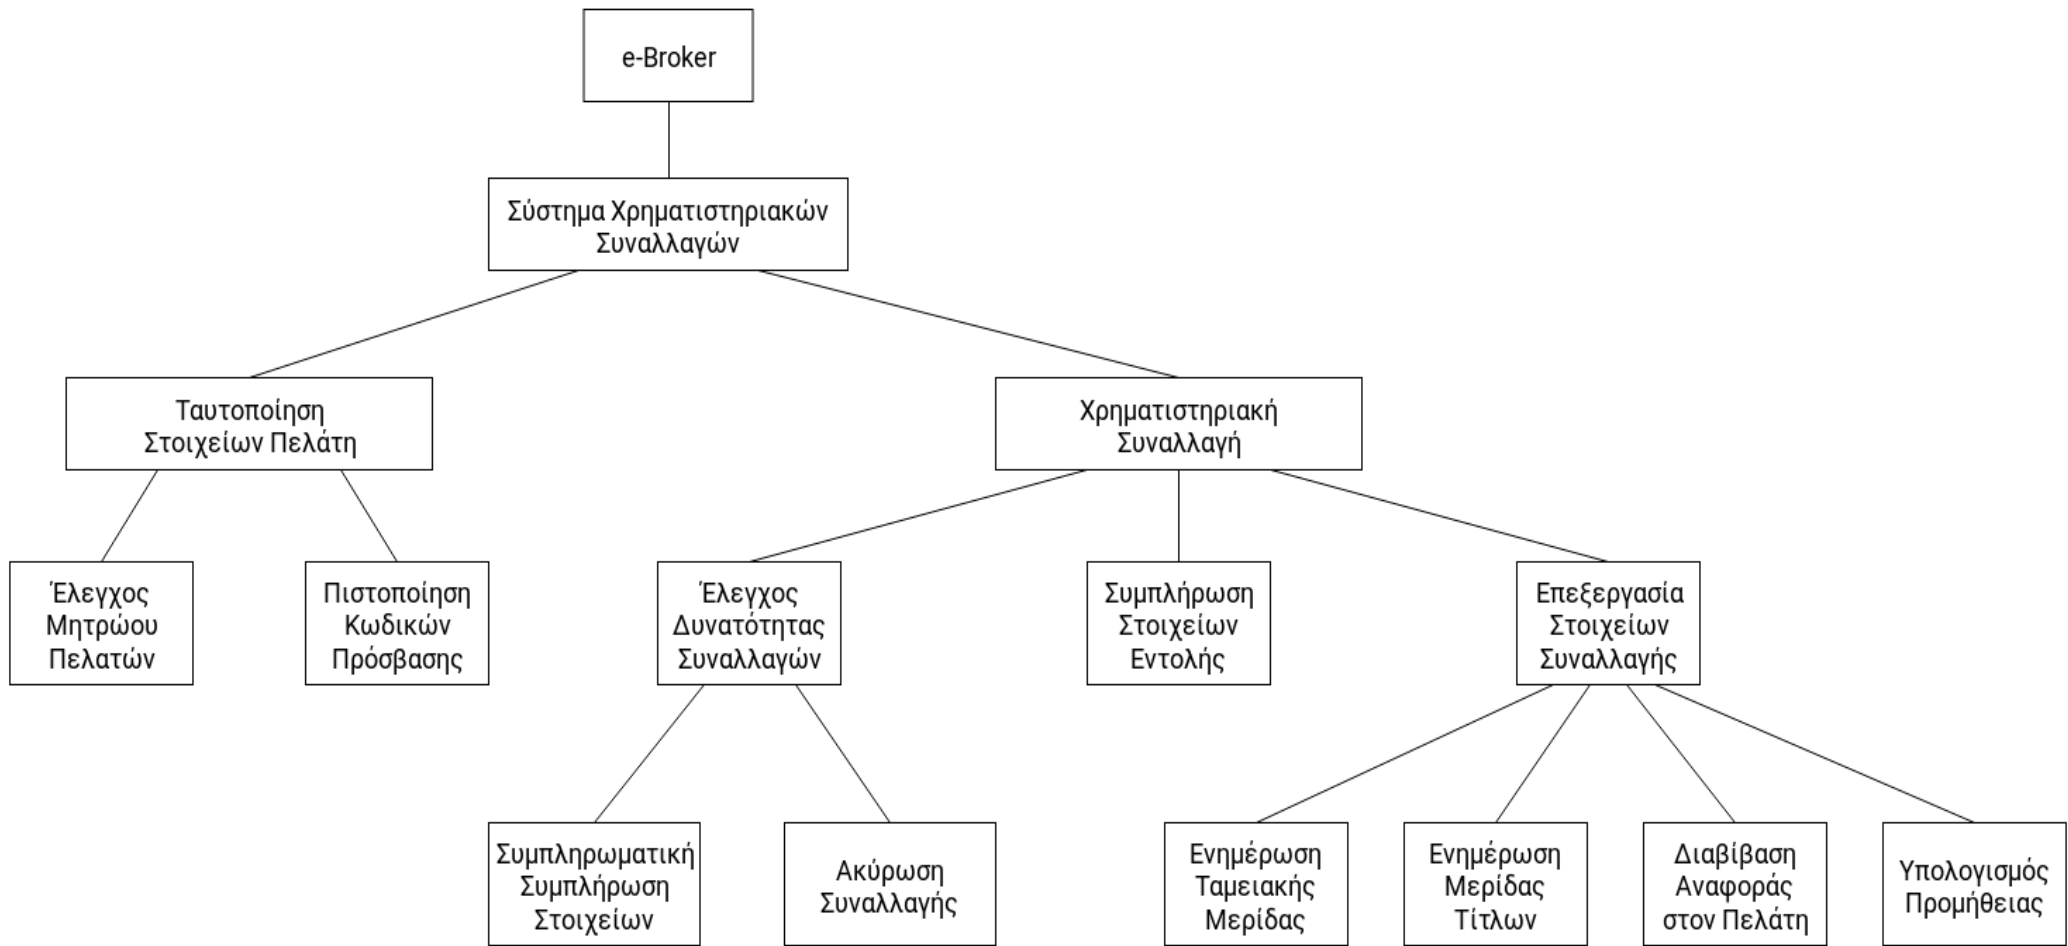 e-Broker
Σύστημα Χρηματιστηριακών
Συναλλαγών
Ταυτοποίηση
Στοιχείων Πελάτη
Χρηματιστηριακή
Συναλλαγή
Έλεγχος
Μητρώου
Πελατών
Πιστοποίηση
Κωδικών
Πρόσβασης
Έλεγχος
Δυνατότητας
Συναλλαγών
Συμπλήρωση
Στοιχείων
Εντολής
Επεξεργασία
Στοιχείων
Συναλλαγής
Συμπληρωματική
Συμπλήρωση
Στοιχείων
Ακύρωση
Συναλλαγής
Ενημέρωση
Ταμειακής
Μερίδας
Ενημέρωση
Μερίδας
Τίτλων
Διαβίβαση
Αναφοράς
στον Πελάτη
Υπολογισμός
Προμήθειας